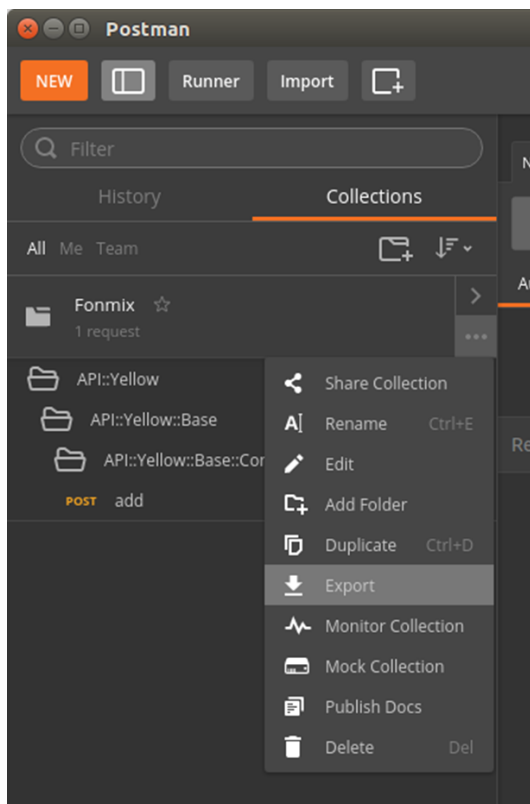 Postman
NEW Runner Import
Filter
History Collections
All Me Team
Fonmix
1 request
API::Yellow
API::Yellow::Base
API::Yellow::Base::Cor
POST add
Share Collection
Rename Ctrl+E
Edit
Add Folder
Duplicate Ctrl+D
Export
Monitor Collection
Mock Collection
Publish Docs
Delete Del